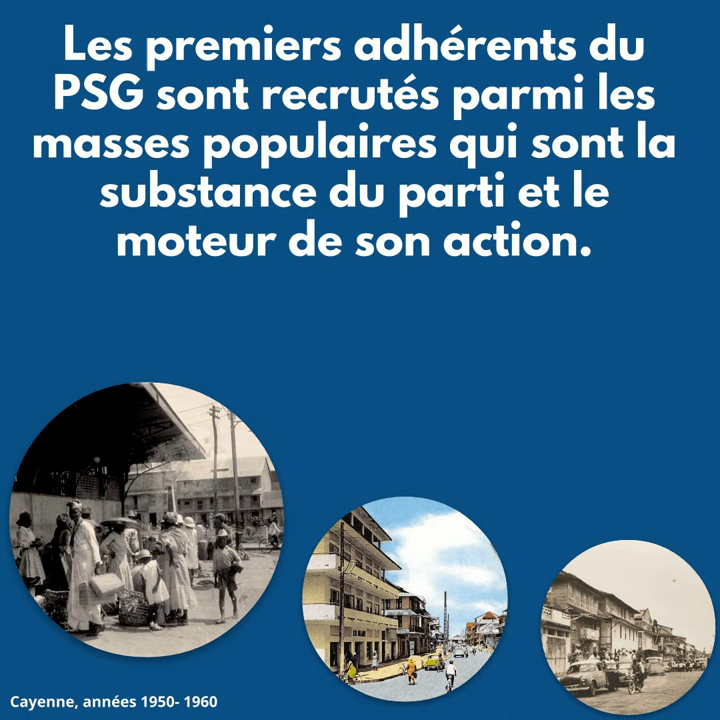 Les premiers adhérents du
PSG sont recrutés parmi les
masses populaires qui sont la
substance du parti et le
moteur de son action.
Cayenne, années 1950- 1960